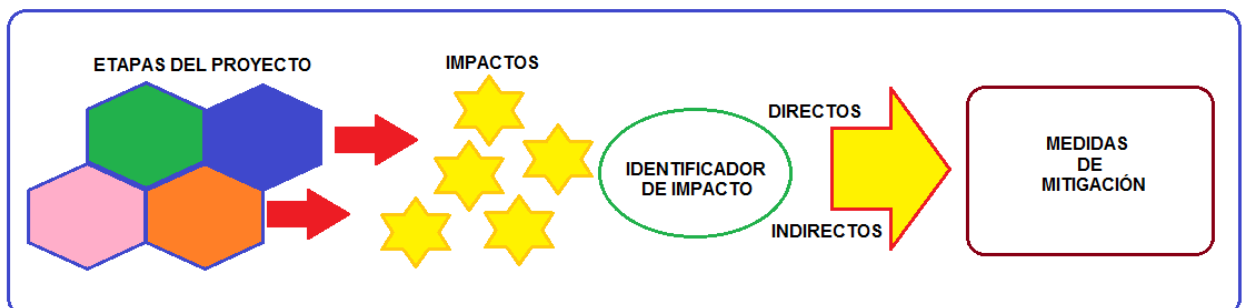 ETAPAS DEL PROYECTO
IMPACTOS
IDENTIFICADOR
DE IMPACTO
DIRECTOS
INDIRECTOS
MEDIDAS
DE
MITIGACIÓN